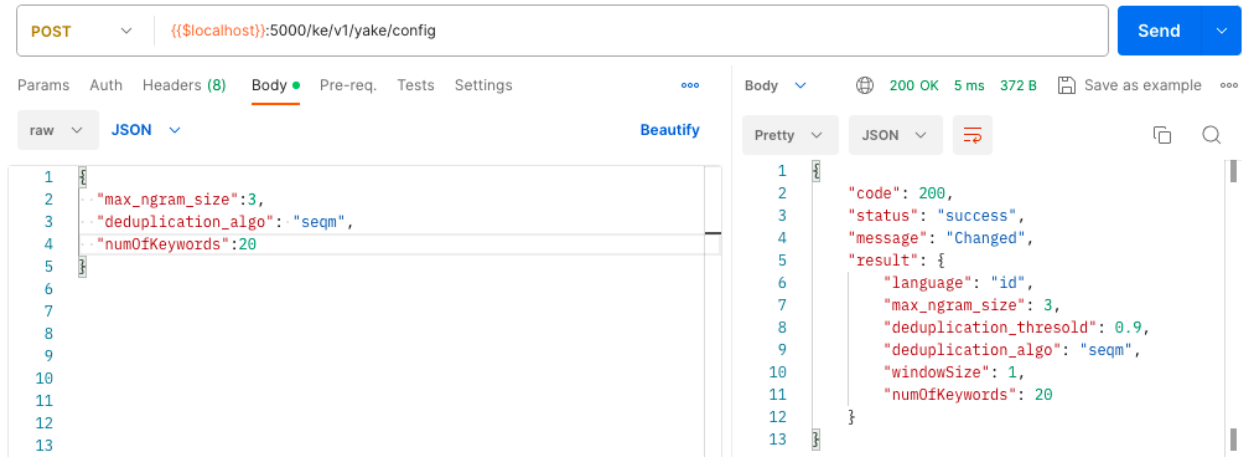 POST {{$localhost}}:5000/ke/v1/yake/config Send
Params Auth Headers (8) Body Pre-req. Tests Settings
raw JSON Beautify
1 {
2 "max_ngram_size":3,
3 "deduplication_algo": "seqm",
4 "numOfKeywords":20
5 }
6
7
8
9
10
11
12
13
Body 200 OK 5 ms 372 B Save as example
Pretty JSON
1 {
2 "code": 200,
3 "status": "success",
4 "message": "Changed",
5 "result": {
6 "language": "id",
7 "max_ngram_size": 3,
8 "deduplication_thresold": 0.9,
9 "deduplication_algo": "seqm",
10 "windowSize": 1,
11 "numOfKeywords": 20
12 }
13 }